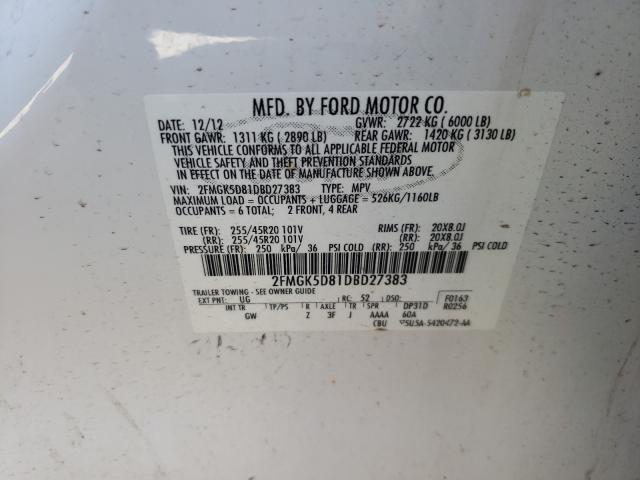 MFD. BY FORD MOTOR CO.
DATE: 12/12 GVWR: 2722 KG ( 6000 LB)
FRONT GAWR: 1311 KG ( 2890 LB) REAR GAWR: 1420 KG ( 3130 LB)
THIS VEHICLE CONFORMS TO ALL APPLICABLE FEDERAL MOTOR
VEHICLE SAFETY AND THEFT PREVENTION STANDARDS
IN EFFECT ON THE DATE OF MANUFACTURE SHOWN ABOVE.
VIN: 2FMGK5D81DBD27383 TYPE: MPV
MAXIMUM LOAD = OCCUPANTS + LUGGAGE = 526KG/1160LB
OCCUPANTS = 6 TOTAL; 2 FRONT, 4 REAR
TIRE (FR): 255/45R20 101V RIMS (FR): 20X8.0J
(RR): 255/45R20 101V (RR): 20X8.0J
PRESSURE (FR): 250 kPa/ 36 PSI COLD (RR): 250 kPa/ 36 PSI COLD
2FMGK5D81DBD27383
TRAILER TOWING - SEE OWNER GUIDE
EXT PNT: UG RC: 52 DSO: F0163
INT TR TP/PS R AXLE TR SPR DP31D R0256
GW Z 3F J AAAA 60A
CBU 5U5A-5420472-AA